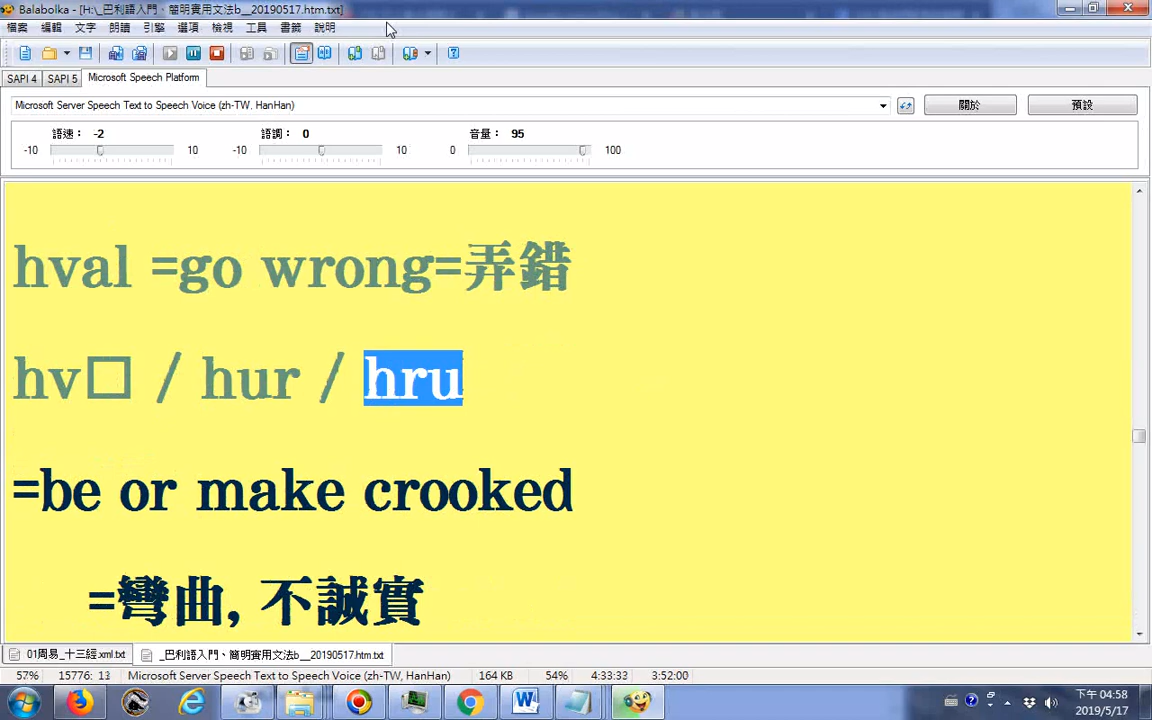 Balabolka - [H:\_巴利語入門、簡明實用文法b__20190517.htm.txt]
檔案 編輯 文字 朗讀 引擎 選項 檢視 工具 書籤 說明
SAPI 4 SAPI 5 Microsoft Speech Platform
Microsoft Server Speech Text to Speech Voice (zh-TW, HanHan) 關於 預設
語速： -2 語調： 0 音量： 95
-10 10 -10 10 0 100
hval =go wrong=弄錯
hv□ / hur / hru
=be or make crooked
=彎曲, 不誠實
01周易_十三經.xml.txt _巴利語入門、簡明實用文法b__20190517.htm.txt
57% 15776: 13 Microsoft Server Speech Text to Speech Voice (zh-TW, HanHan) 164 KB 54% 4:33:33 3:52:00
下午 04:58
2019/5/17